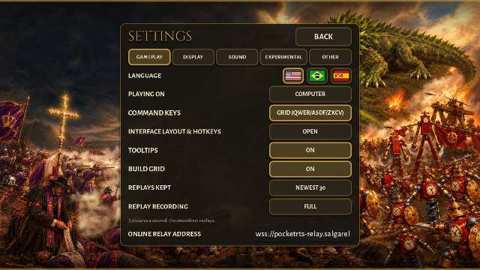 SETTINGS
BACK
GAMEPLAY DISPLAY SOUND EXPERIMENTAL OTHER
LANGUAGE
PLAYING ON COMPUTER
COMMAND KEYS GRID (QWER/ASDF/ZXCV)
INTERFACE LAYOUT & HOTKEYS OPEN
TOOLTIPS ON
BUILD GRID ON
REPLAYS KEPT NEWEST 30
REPLAY RECORDING FULL
ONLINE RELAY ADDRESS wss://pocketrts-relay.salgarel